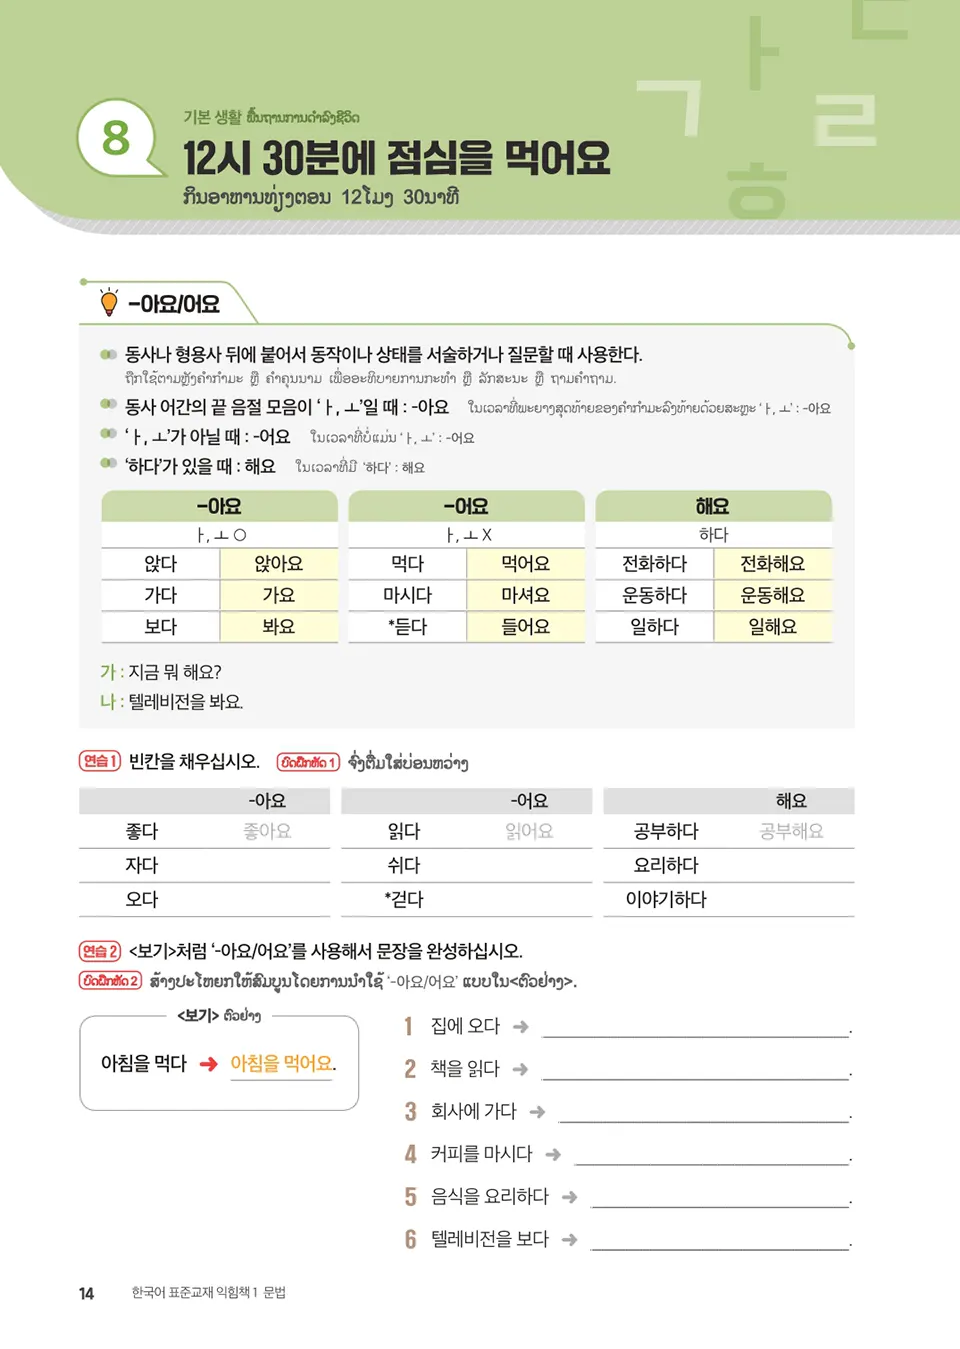 8
기본 생활 ພື້ນຖານການດຳລົງຊີວິດ
12시 30분에 점심을 먹어요
ກິນອາຫານທ່ຽງຕອນ 12ໂມງ 30ນາທີ
ㄱ ㅏ ㄷ ㄹ ㅎ
-아요/어요
동사나 형용사 뒤에 붙어서 동작이나 상태를 서술하거나 질문할 때 사용한다.
ຖືກໃຊ້ຕາມຫຼັງຄຳກຳມະ ຫຼື ຄຳຄຸນນາມ ເພື່ອອະທິບາຍການກະທຳ ຫຼື ລັກສະນະ ຫຼື ຖາມຄຳຖາມ.
동사 어간의 끝 음절 모음이 ‘ㅏ, ㅗ’일 때 : -아요 ໃນເວລາທີ່ພະຍາງສຸດທ້າຍຂອງຄຳກຳມະລົງທ້າຍດ້ວຍສະຫຼະ ‘ㅏ, ㅗ’ : -아요
‘ㅏ, ㅗ’가 아닐 때 : -어요 ໃນເວລາທີ່ບໍ່ແມ່ນ ‘ㅏ, ㅗ’ : -어요
‘하다’가 있을 때 : 해요 ໃນເວລາທີ່ມີ ‘하다’ : 해요
-아요 -어요 해요
ㅏ, ㅗ ○ ㅏ, ㅗ X 하다
앉다 앉아요 먹다 먹어요 전화하다 전화해요
가다 가요 마시다 마셔요 운동하다 운동해요
보다 봐요 *듣다 들어요 일하다 일해요
가 : 지금 뭐 해요?
나 : 텔레비전을 봐요.
연습 1 빈칸을 채우십시오. ບົດຝຶກຫັດ 1 ຈົ່ງຕື່ມໃສ່ບ່ອນຫວ່າງ
-아요 -어요 해요
좋다 좋아요 읽다 읽어요 공부하다 공부해요
자다 쉬다 요리하다
오다 *걷다 이야기하다
연습 2 <보기>처럼 ‘-아요/어요’를 사용해서 문장을 완성하십시오.
ບົດຝຶກຫັດ 2 ສ້າງປະໂຫຍກໃຫ້ສົມບູນໂດຍການນຳໃຊ້ ‘-아요/어요’ ແບບໃນ<ຕົວຢ່າງ>.
<보기> ຕົວຢ່າງ
아침을 먹다 ➜ 아침을 먹어요.
1 집에 오다 ➜ .
2 책을 읽다 ➜ .
3 회사에 가다 ➜ .
4 커피를 마시다 ➜ .
5 음식을 요리하다 ➜ .
6 텔레비전을 보다 ➜ .
14 한국어 표준교재 익힘책 1 문법